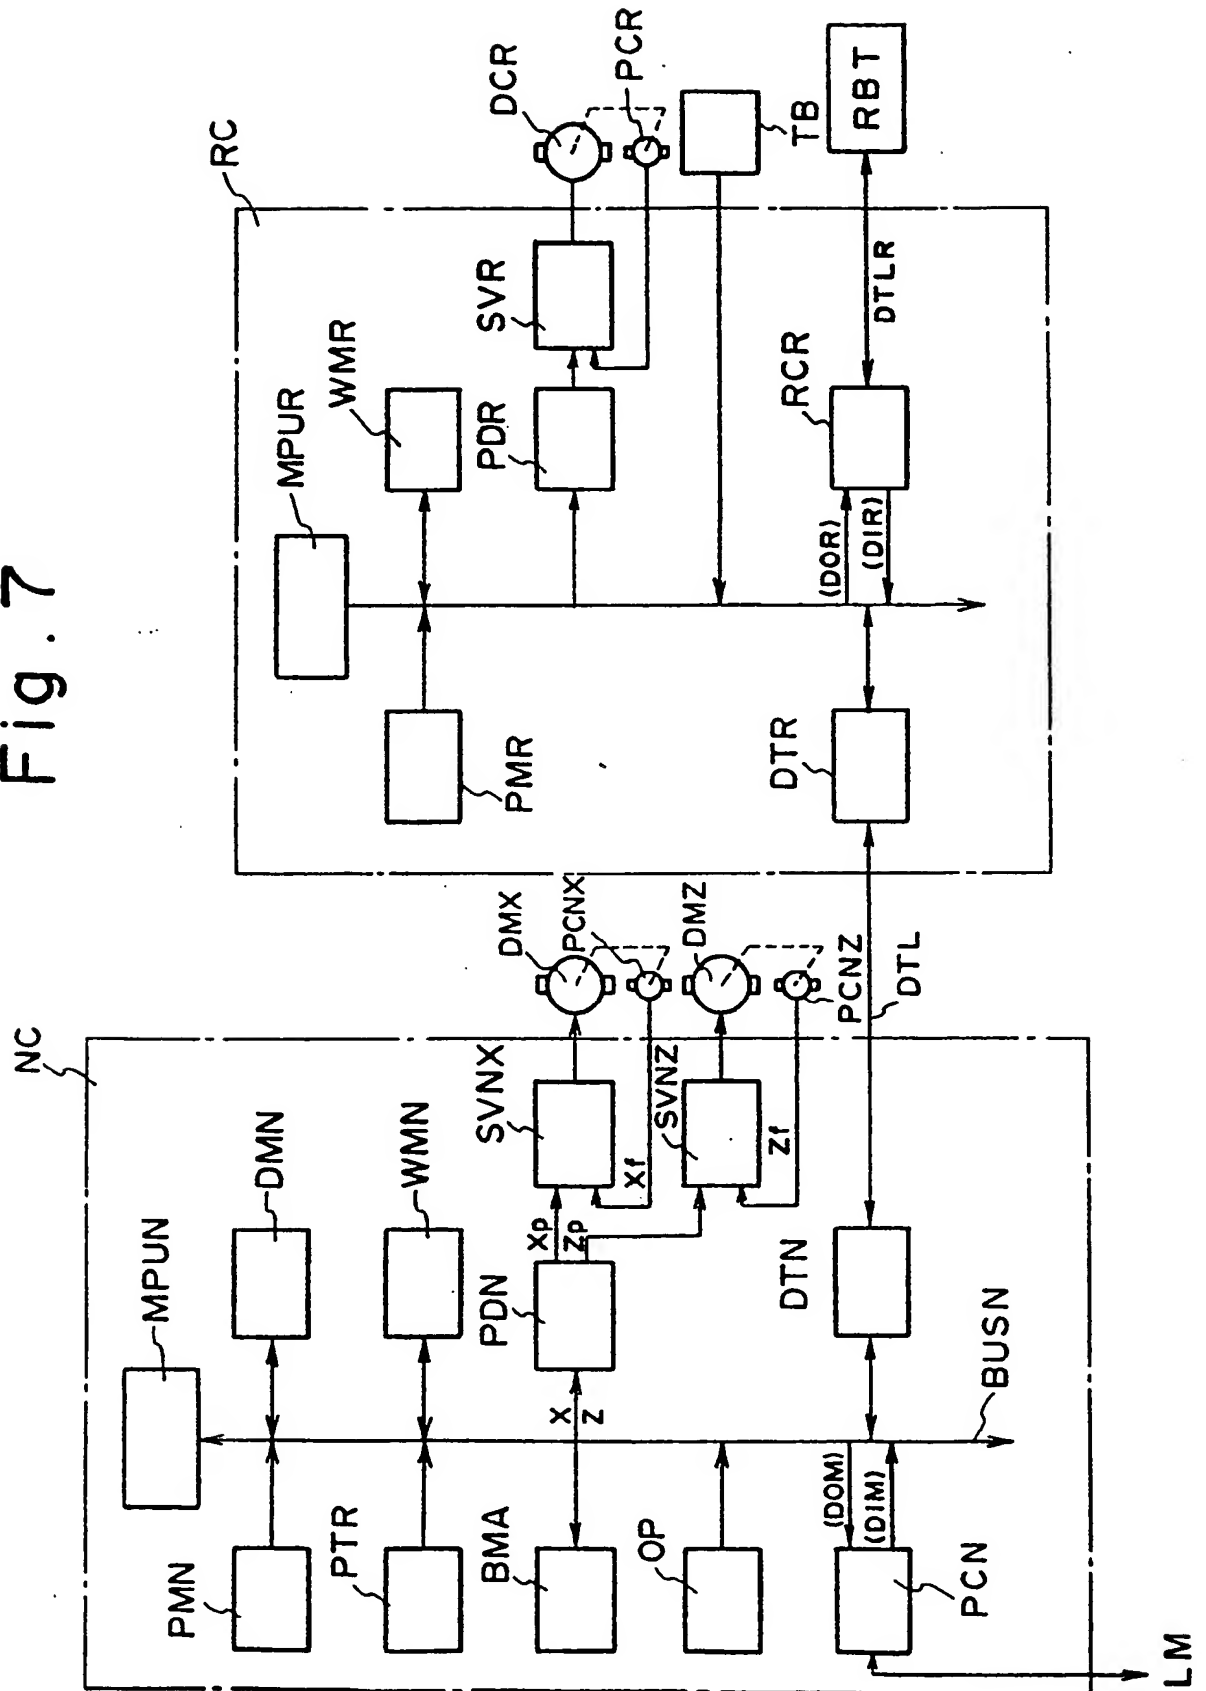 Fig. 7
NC
MPUN
DMN
WMN
PMN
PTR
BMA
OP
PCN
PDN
X
Z
Xp
Zp
SVNX
SVNZ
Xf
Zf
DMX
PCNX
DMZ
PCNZ
DTL
DTN
BUSN
(DOM)
(DIM)
LM
RC
MPUR
WMR
PMR
PDR
SVR
DCR
PCR
TB
RBT
DTLR
RCR
(DOR)
(DIR)
DTR